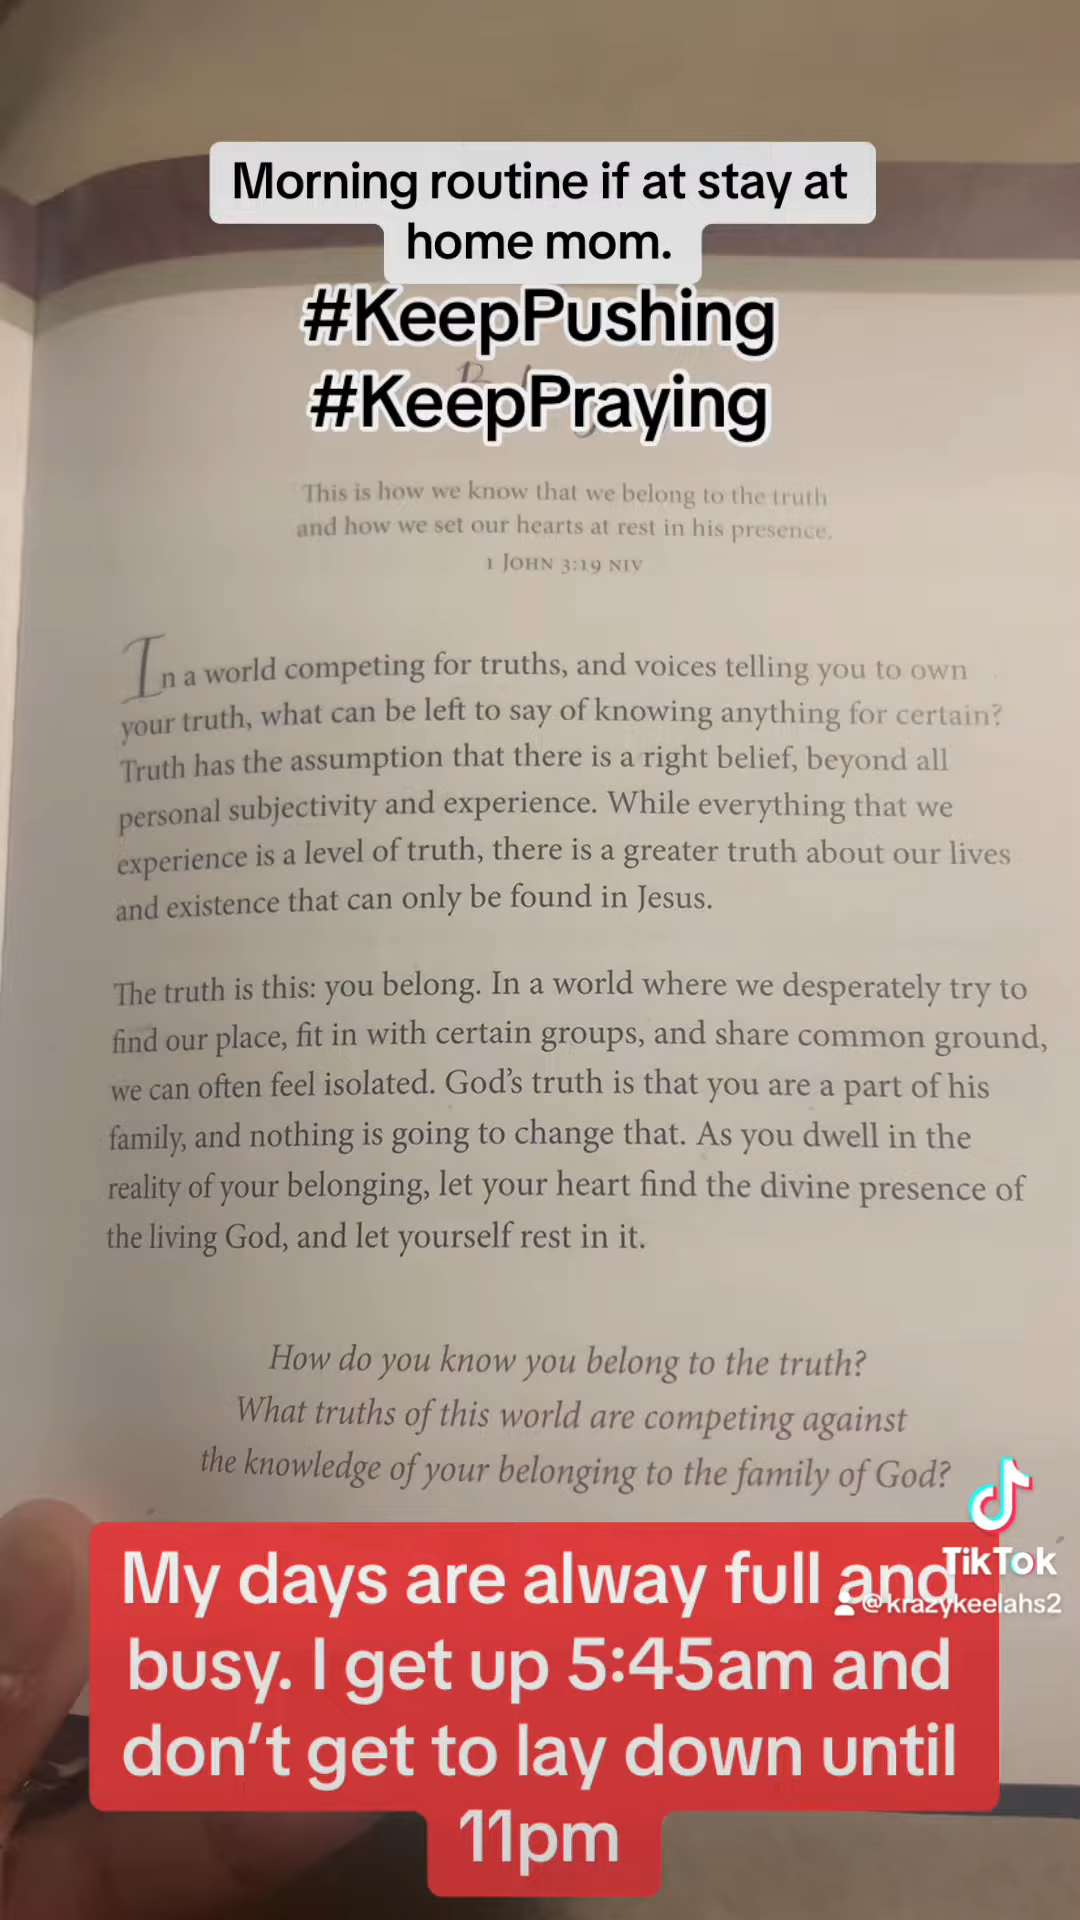 Morning routine if at stay at
home mom.
#KeepPushing
#KeepPraying
This is how we know that we belong to the truth
and how we set our hearts at rest in his presence.
1 JOHN 3:19 NIV
In a world competing for truths, and voices telling you to own
your truth, what can be left to say of knowing anything for certain?
Truth has the assumption that there is a right belief, beyond all
personal subjectivity and experience. While everything that we
experience is a level of truth, there is a greater truth about our lives
and existence that can only be found in Jesus.
The truth is this: you belong. In a world where we desperately try to
find our place, fit in with certain groups, and share common ground,
we can often feel isolated. God's truth is that you are a part of his
family, and nothing is going to change that. As you dwell in the
reality of your belonging, let your heart find the divine presence of
the living God, and let yourself rest in it.
How do you know you belong to the truth?
What truths of this world are competing against
the knowledge of your belonging to the family of God?
TikTok
@krazykeelahs2
My days are alway full and
busy. I get up 5:45am and
don't get to lay down until
11pm